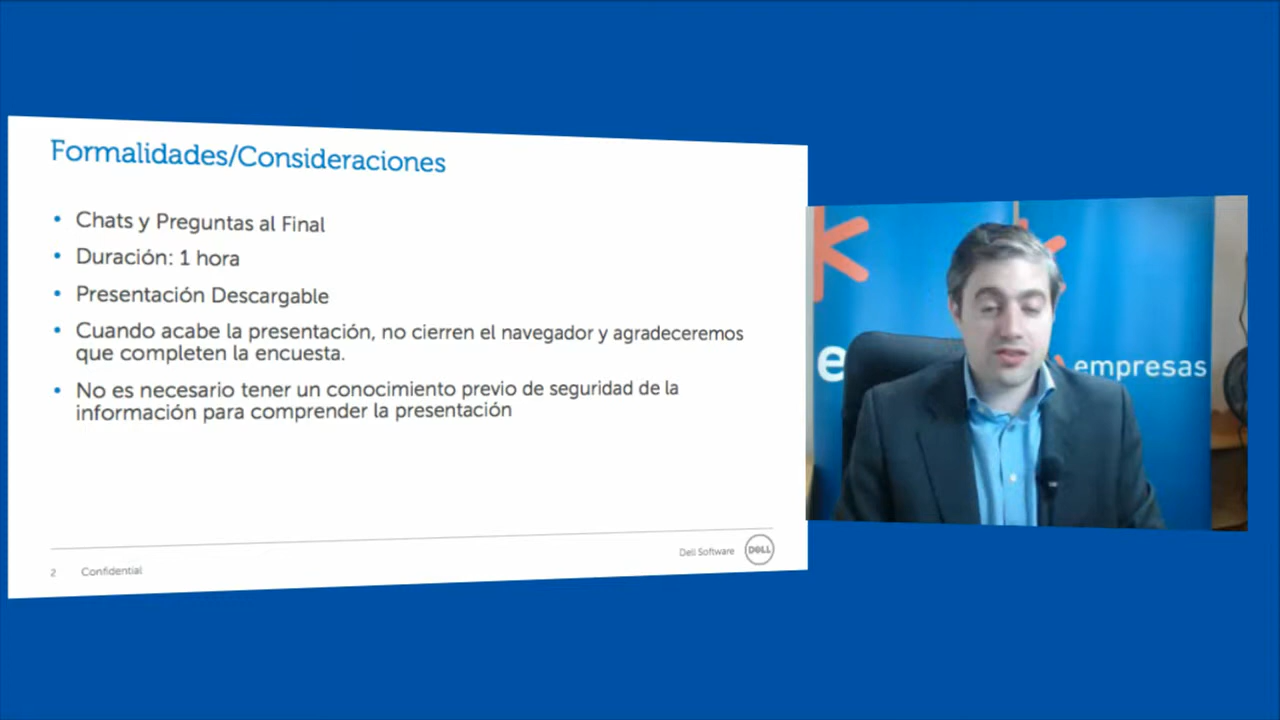 Formalidades/Consideraciones
• Chats y Preguntas al Final
• Duración: 1 hora
• Presentación Descargable
• Cuando acabe la presentación, no cierren el navegador y agradeceremos
que completen la encuesta.
• No es necesario tener un conocimiento previo de seguridad de la
información para comprender la presentación
2 Confidential
Dell Software DELL
e empresas